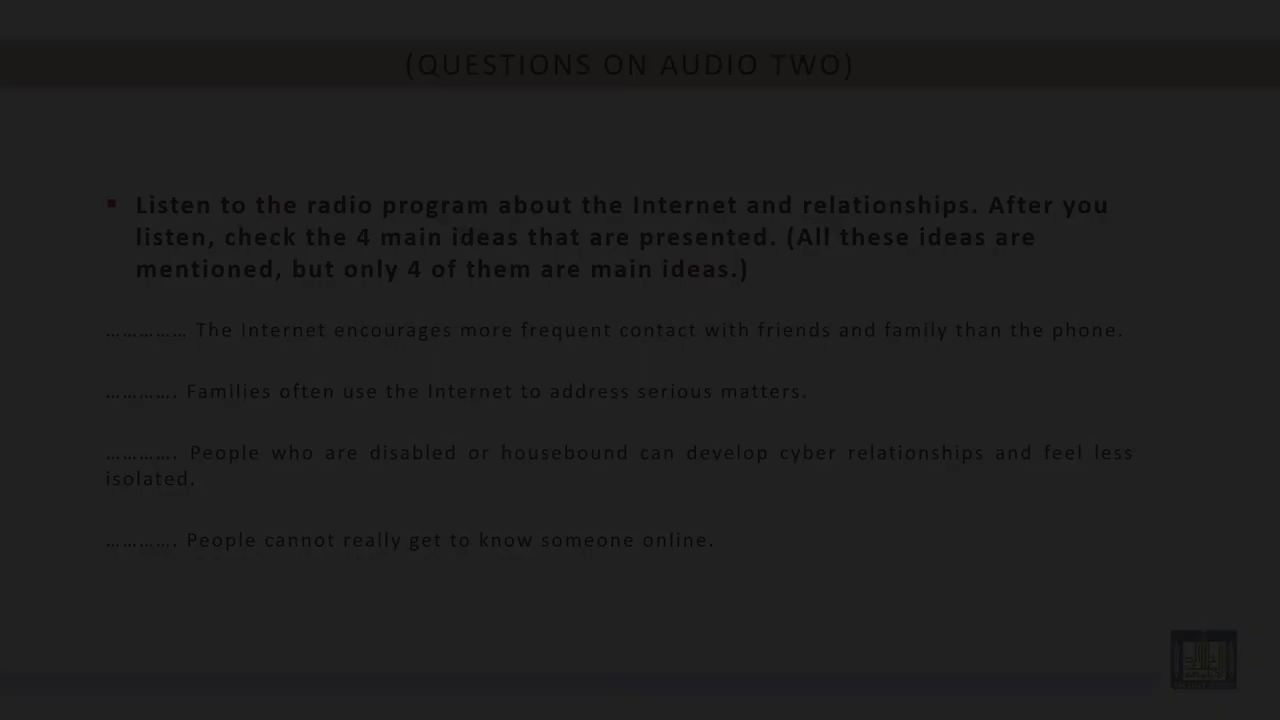 (QUESTIONS ON AUDIO TWO)
▪ Listen to the radio program about the Internet and relationships. After you
listen, check the 4 main ideas that are presented. (All these ideas are
mentioned, but only 4 of them are main ideas.)
…………… The Internet encourages more frequent contact with friends and family than the phone.
…………. Families often use the Internet to address serious matters.
…………. People who are disabled or housebound can develop cyber relationships and feel less
isolated.
…………. People cannot really get to know someone online.